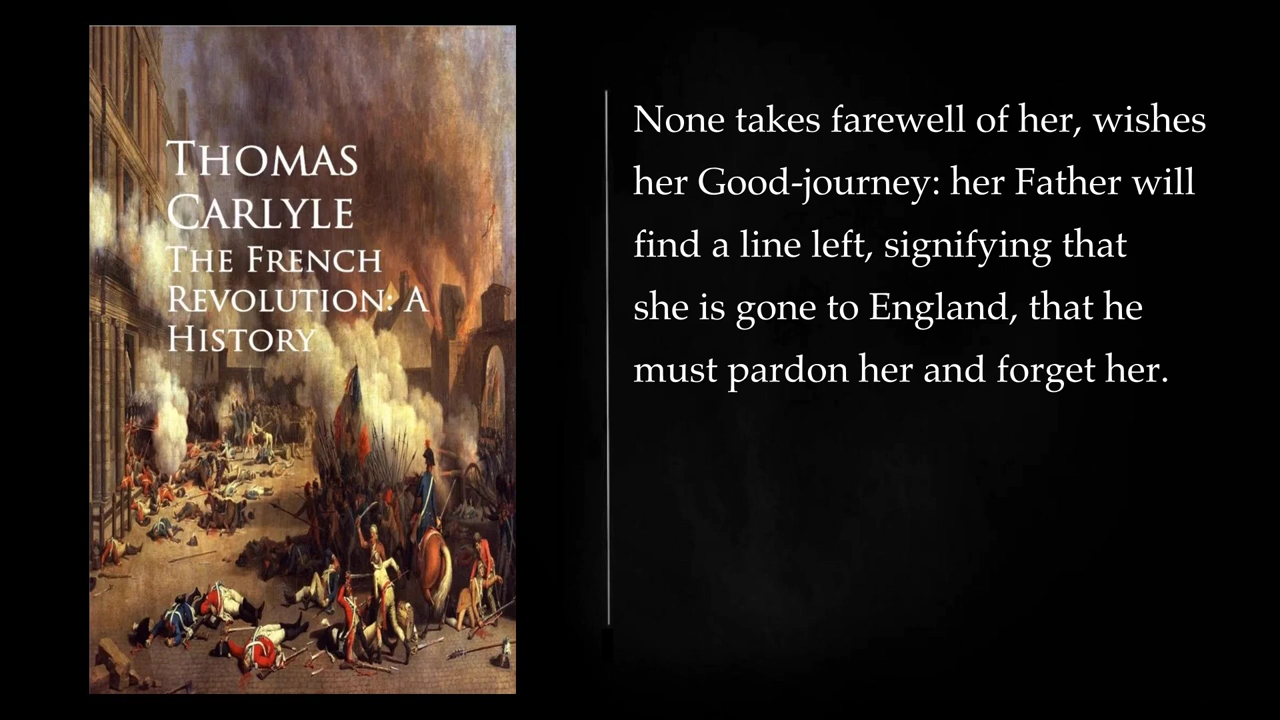 THOMAS
CARLYLE
THE FRENCH
REVOLUTION: A
HISTORY
None takes farewell of her, wishes
her Good-journey: her Father will
find a line left, signifying that
she is gone to England, that he
must pardon her and forget her.